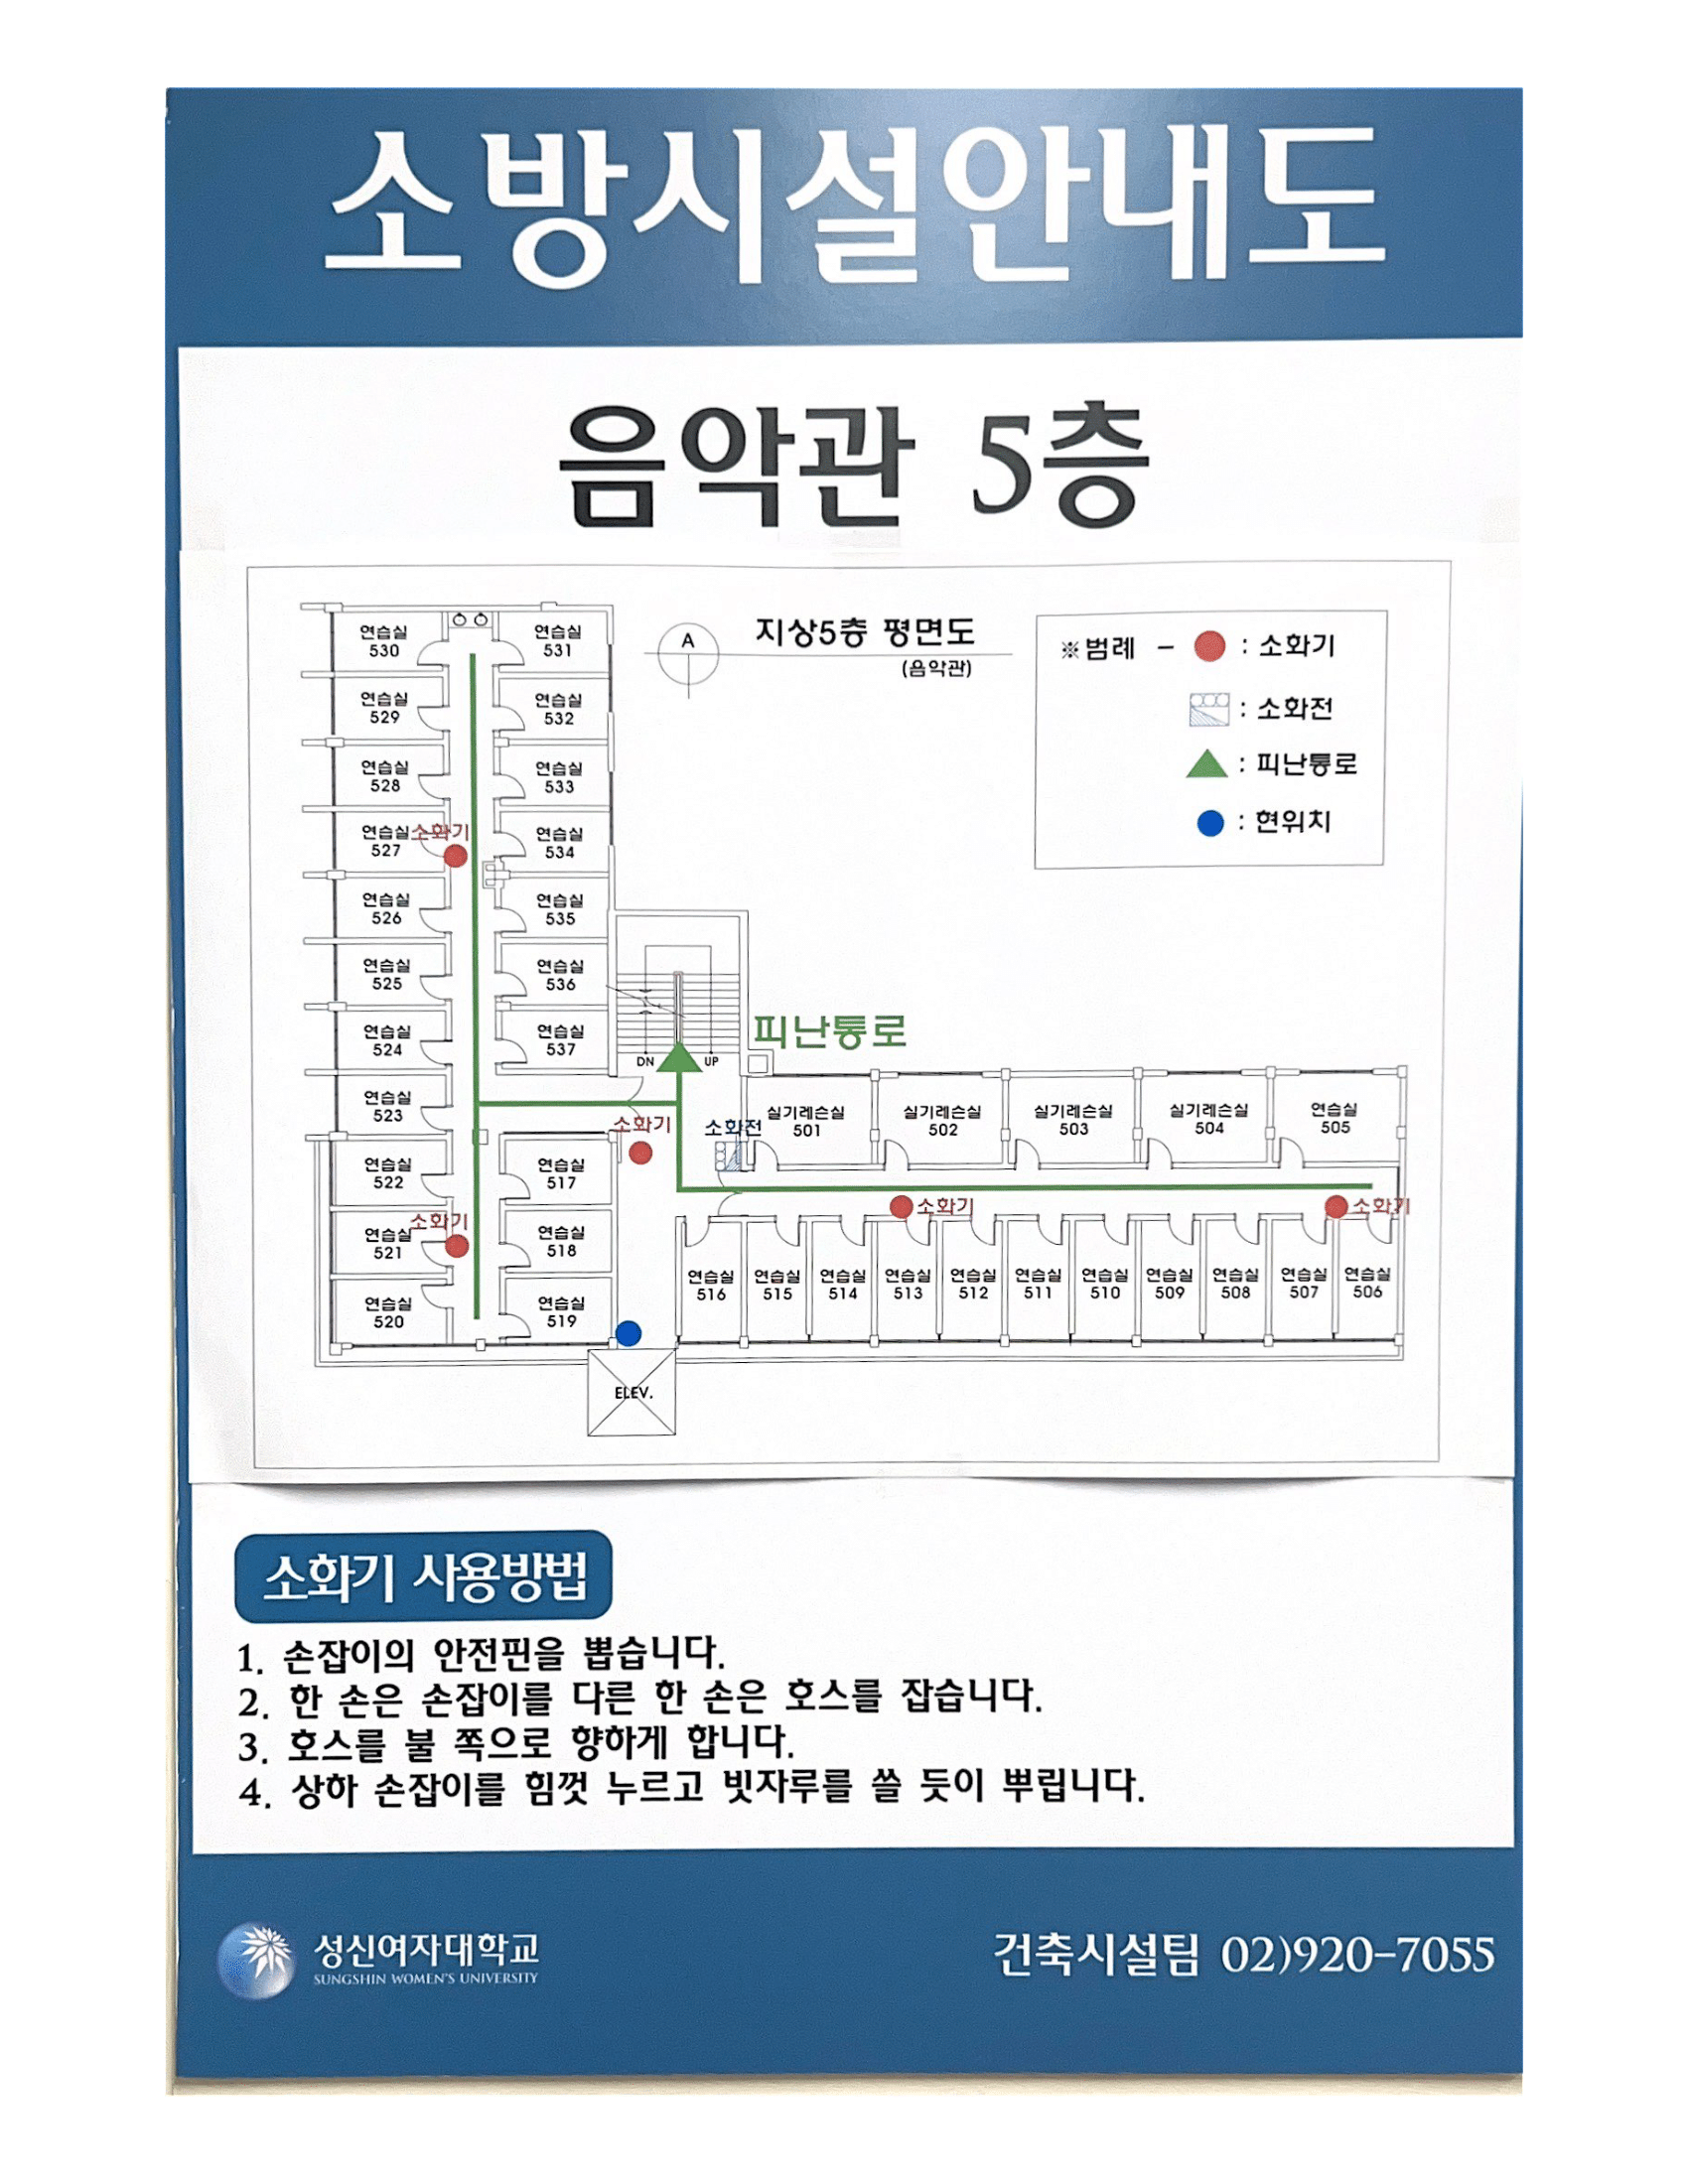 소방시설안내도
음악관 5층
A
지상5층 평면도
(음악관)
※범례 - : 소화기
: 소화전
: 피난통로
: 현위치
연습실
530
연습실
531
연습실
529
연습실
532
연습실
528
연습실
533
연습실
527
소화기
연습실
534
연습실
526
연습실
535
연습실
525
연습실
536
연습실
524
연습실
537
DN
UP
피난통로
연습실
523
소화기
소화전
실기레슨실
501
실기레슨실
502
실기레슨실
503
실기레슨실
504
연습실
505
연습실
522
연습실
517
소화기
소화기
소화기
연습실
521
연습실
518
연습실
520
연습실
519
연습실
516
연습실
515
연습실
514
연습실
513
연습실
512
연습실
511
연습실
510
연습실
509
연습실
508
연습실
507
연습실
506
ELEV.
소화기 사용방법
1. 손잡이의 안전핀을 뽑습니다.
2. 한 손은 손잡이를 다른 한 손은 호스를 잡습니다.
3. 호스를 불 쪽으로 향하게 합니다.
4. 상하 손잡이를 힘껏 누르고 빗자루를 쓸 듯이 뿌립니다.
성신여자대학교
SUNGSHIN WOMEN'S UNIVERSITY
건축시설팀 02)920-7055